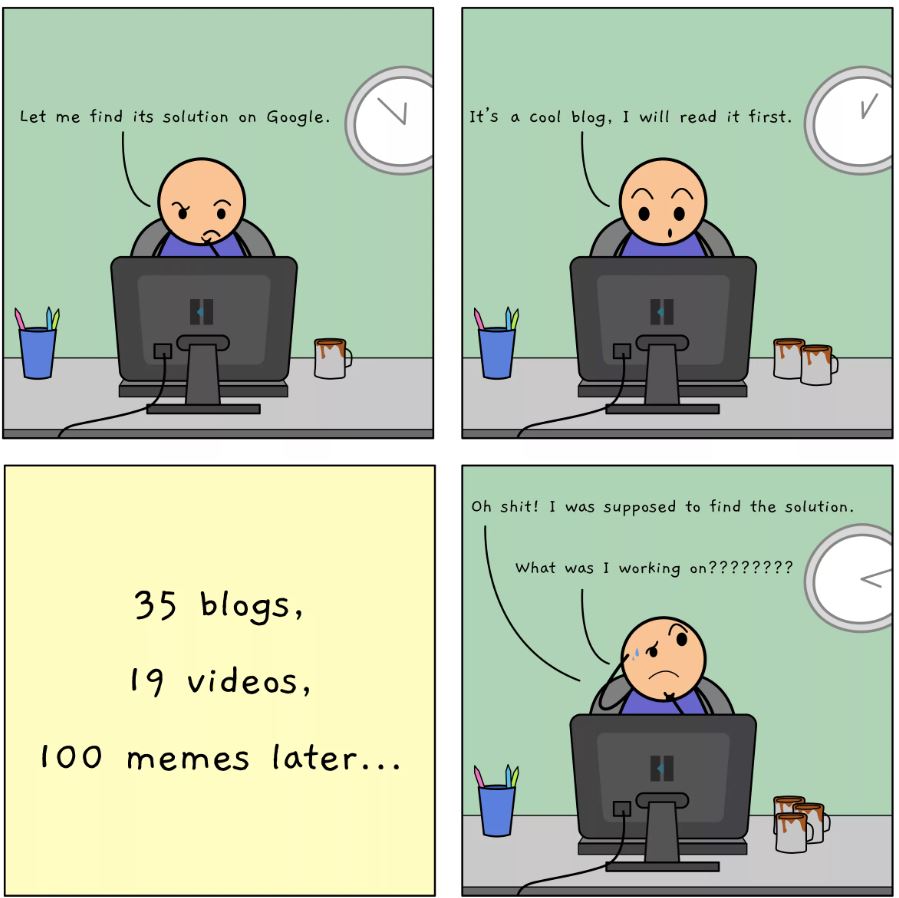 Let me find its solution on Google.
It's a cool blog, I will read it first.
35 blogs,
19 videos,
100 memes later...
Oh shit! I was supposed to find the solution.
What was I working on????????